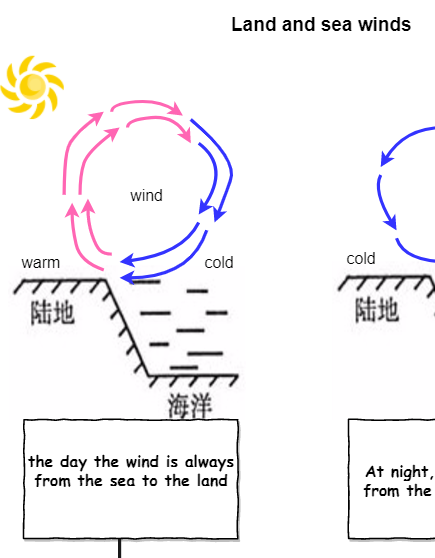 Land and sea winds
wind
warm
cold
cold
陆地
陆地
海洋
the day the wind is always
from the sea to the land
At night,
from the